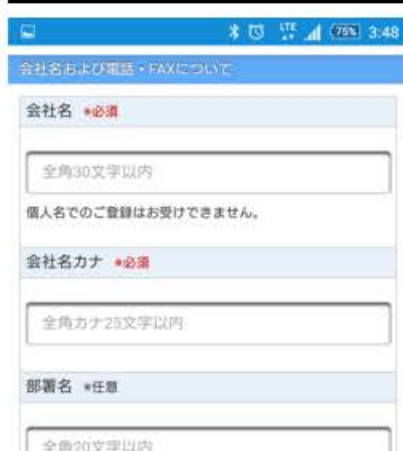 LTE 75% 3:48
会社名および電話・FAXについて
会社名 *必須
全角30文字以内
個人名でのご登録はお受けできません。
会社名カナ *必須
全角カナ25文字以内
部署名 *任意
全角20文字以内